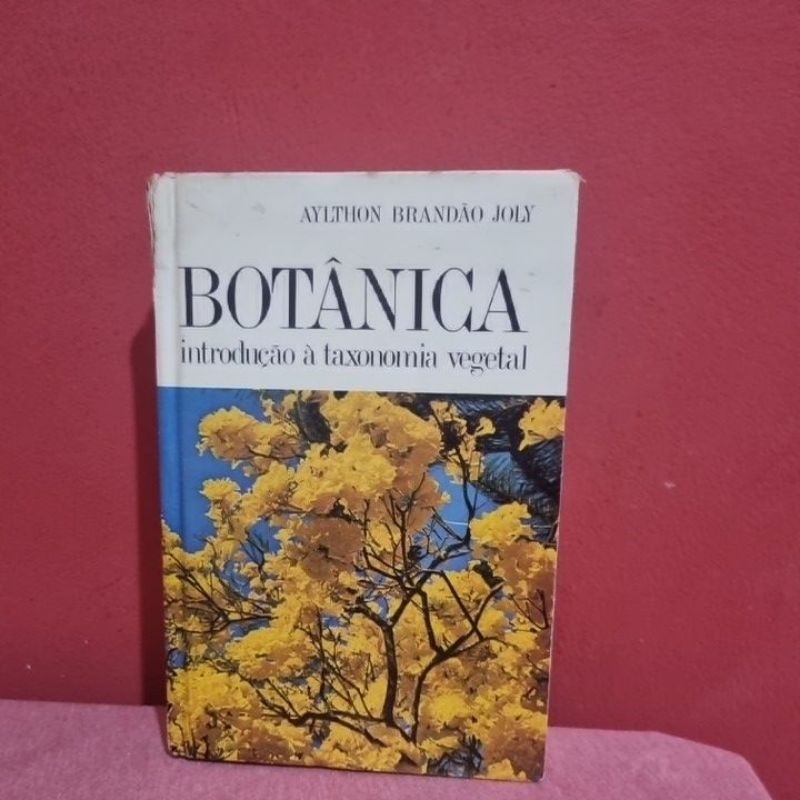 AYLTHON BRANDÃO JOLY
BOTÂNICA
introdução à taxonomia vegetal